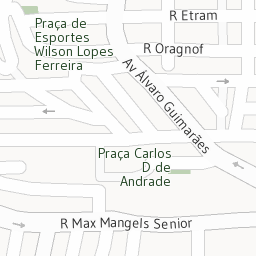 R Etram
Praça de
Esportes
Wilson Lopes
Ferreira
R Oragnof
Av Álvaro Guimarães
Praça Carlos
D de
Andrade
R Max Mangels Senior